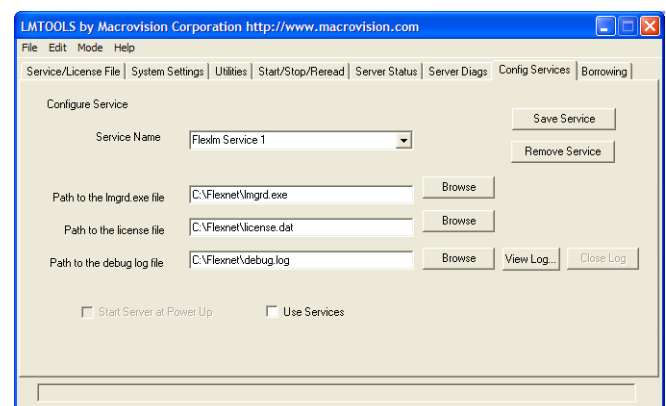 LMTOOLS by Macrovision Corporation http://www.macrovision.com
File Edit Mode Help
Service/License File System Settings Utilities Start/Stop/Reread Server Status Server Diags Config Services Borrowing
Configure Service
Save Service
Service Name Flexlm Service 1
Remove Service
Path to the lmgrd.exe file C:\Flexnet\lmgrd.exe Browse
Path to the license file C:\Flexnet\license.dat Browse
Path to the debug log file C:\Flexnet\debug.log Browse View Log... Close Log
Start Server at Power Up Use Services